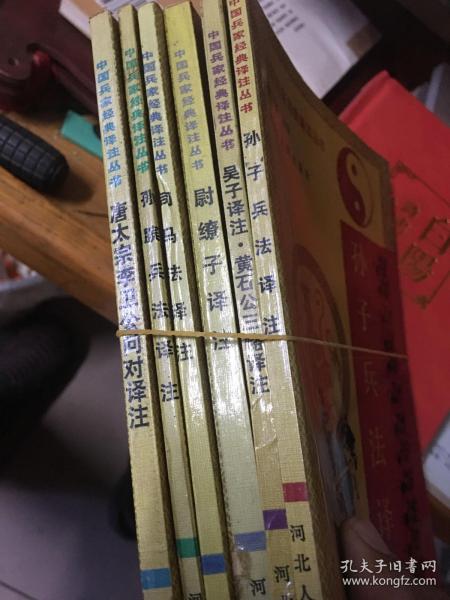 中国兵家经典译注丛书
唐太宗李卫公问对译注
中国兵家经典译注丛书
孙膑兵法译注
中国兵家经典译注丛书
司马法译注
中国兵家经典译注丛书
尉缭子译注
中国兵家经典译注丛书
吴子译注·黄石公三略译注
中国兵家经典译注丛书
孙子兵法译注
河
河
河北人
孙子兵法译
孔夫子旧书网
www.kongfz.com